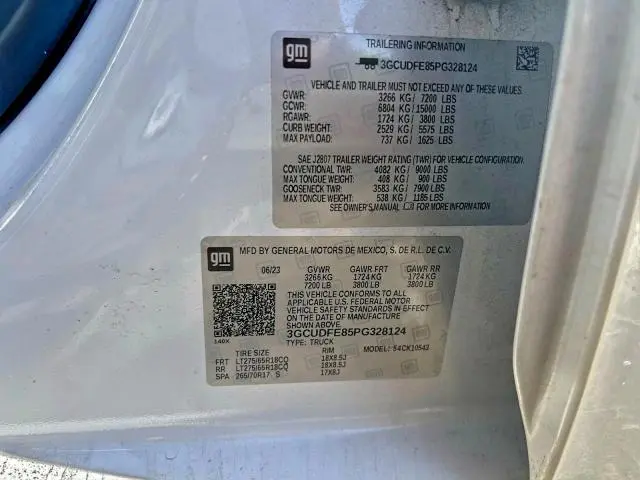 gm
TRAILERING INFORMATION
3GCUDFE85PG328124
VEHICLE AND TRAILER MUST NOT EXCEED ANY OF THESE VALUES
GVWR: 3266 KG / 7200 LBS
GCWR: 6804 KG / 15000 LBS
RGAWR: 1724 KG / 3800 LBS
CURB WEIGHT: 2529 KG / 5575 LBS
MAX PAYLOAD: 737 KG / 1625 LBS
SAE J2807 TRAILER WEIGHT RATING (TWR) FOR VEHICLE CONFIGURATION.
CONVENTIONAL TWR: 4082 KG / 9000 LBS
MAX TONGUE WEIGHT: 408 KG / 900 LBS
GOOSENECK TWR: 3583 KG / 7900 LBS
MAX TONGUE WEIGHT: 538 KG / 1185 LBS
SEE OWNER'S MANUAL FOR MORE INFORMATION
gm
MFD BY GENERAL MOTORS DE MEXICO, S. DE R.L. DE C.V.
06/23 GVWR GAWR FRT GAWR RR
3266KG 1724 KG 1724 KG
7200 LB 3800 LB 3800 LB
THIS VEHICLE CONFORMS TO ALL
APPLICABLE U.S. FEDERAL MOTOR
VEHICLE SAFETY STANDARDS IN EFFECT
ON THE DATE OF MANUFACTURE
SHOWN ABOVE.
3GCUDFE85PG328124
140X
TYPE: TRUCK
MODEL: 54CK10543
TIRE SIZE RIM
FRT LT275/65R18CQ 18X8.5J
RR LT275/65R18CQ 18X8.5J
SPA 265/70R17 S 17X8J